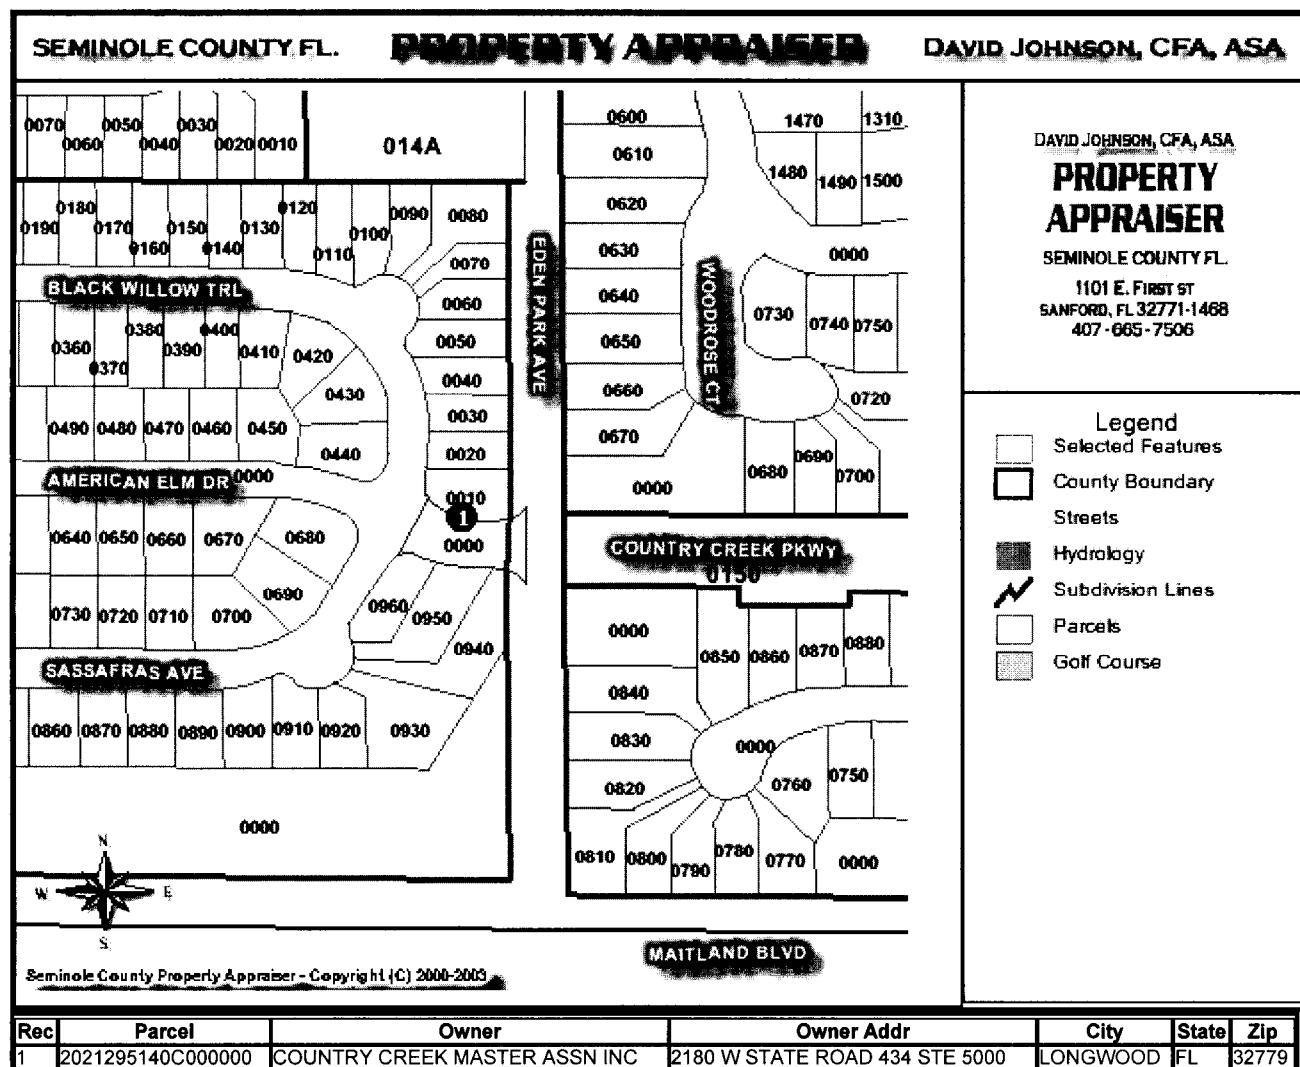 SEMINOLE COUNTY FL. PROPERTY APPRAISER DAVID JOHNSON, CFA, ASA
0070 0060 0050 0040 0030 0020 0010
014A
0190 0180 0170 0160 0150 0140 0130 0120 0110 0100 0090 0080
0070
0060
0050
0040
0030
0020
0010
BLACK WILLOW TRL
0360 0370 0380 0390 0400 0410 0420
0430
0440
0490 0480 0470 0460 0450
AMERICAN ELM DR 0000
1
0000
0640 0650 0660 0670 0680
0690
0730 0720 0710 0700
0960 0950 0940
SASSAFRAS AVE
0860 0870 0880 0890 0900 0910 0920 0930
0000
EDEN PARK AVE
0600
0610
0620
0630
0640
0650
0660
0670
0000
WOODROSE CT
1470 1310
1480 1490 1500
0000
0730 0740 0750
0720
0680 0690 0700
COUNTRY CREEK PKWY
0150
0000
0850 0860 0870 0880
0840
0830
0820
0000
0760 0750
0810 0800 0790 0780 0770 0000
MAITLAND BLVD
N
W E
S
Seminole County Property Appraiser - Copyright (C) 2000-2003
DAVID JOHNSON, CFA, ASA
PROPERTY
APPRAISER
SEMINOLE COUNTY FL.
1101 E. FIRST ST
SANFORD, FL 32771-1468
407-665-7506
Legend
Selected Features
County Boundary
Streets
Hydrology
Subdivision Lines
Parcels
Golf Course
Rec Parcel Owner Owner Addr City State Zip
1 2021295140C000000 COUNTRY CREEK MASTER ASSN INC 2180 W STATE ROAD 434 STE 5000 LONGWOOD FL 32779